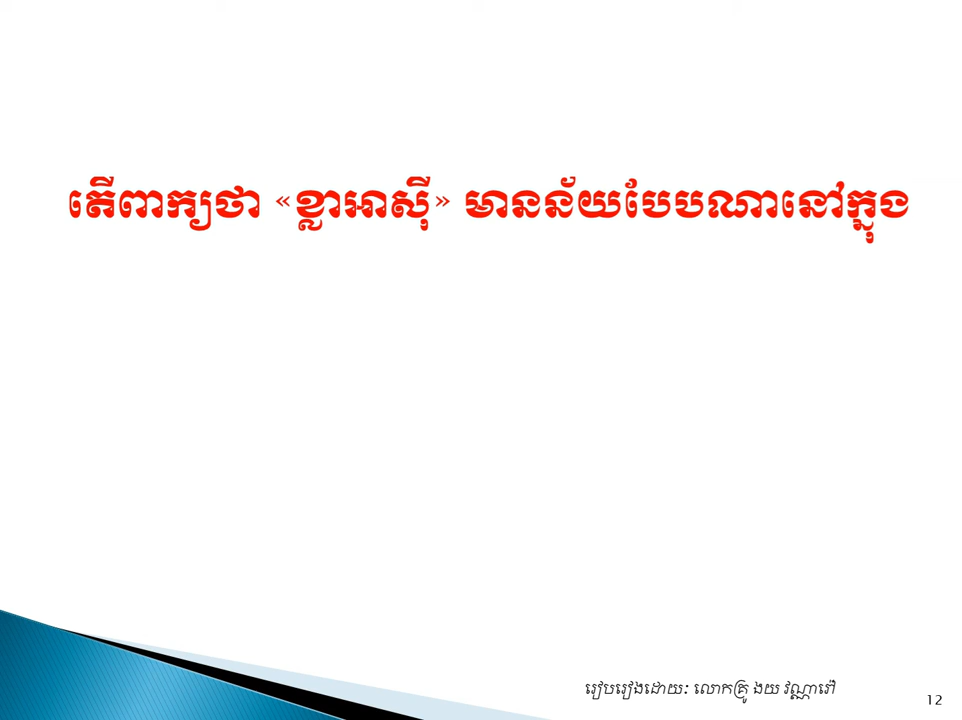 តើពាក្យថា «ខ្លាអាស៊ី» មានន័យបែបណានៅក្នុង
រៀបរៀងដោយ: លោកគ្រូ ងយ វណ្ណារ៉ៅ
12